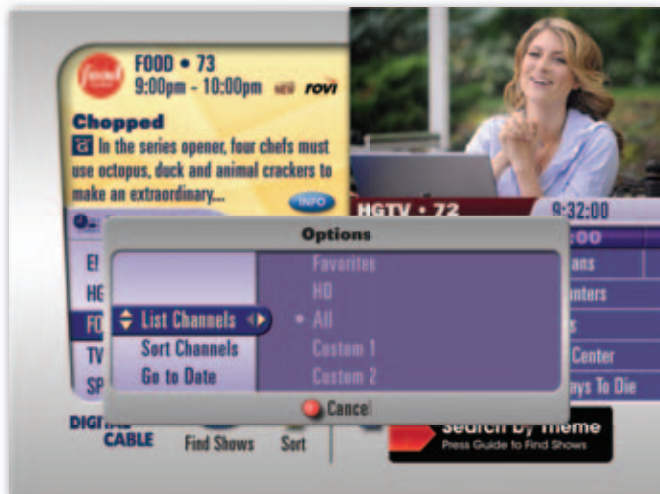 food
FOOD • 73
9:00pm - 10:00pm NEW rovi
Chopped
In the series opener, four chefs must
use octopus, duck and animal crackers to
make an extraordinary...
INFO
HGTV • 72
9:32:00
:00
Options
E!
Favorites
ans
HG
HD
nters
FO
List Channels
• All
s
TV
Sort Channels
Custom 1
Center
SP
Go to Date
Custom 2
ays To Die
Cancel
DIGITAL
CABLE
Find Shows
Sort
Search by Theme
Press Guide to Find Shows